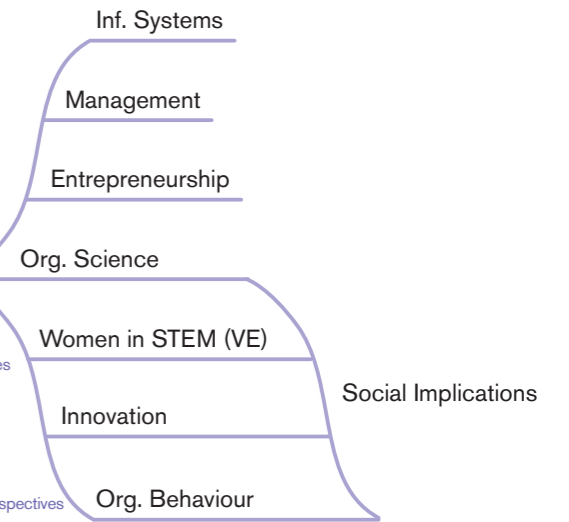 Inf. Systems
Management
Entrepreneurship
Org. Science
Women in STEM (VE)
Social Implications
Innovation
Org. Behaviour